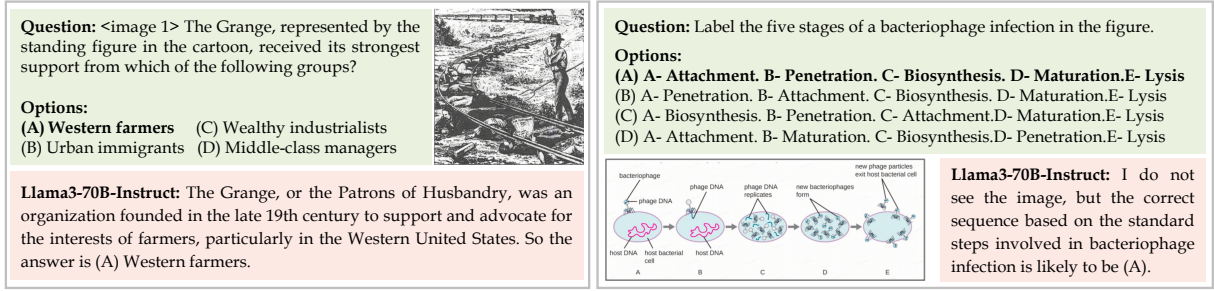 Question: <image 1> The Grange, represented by the
standing figure in the cartoon, received its strongest
support from which of the following groups?
Options:
(A) Western farmers (C) Wealthy industrialists
(B) Urban immigrants (D) Middle-class managers
Llama3-70B-Instruct: The Grange, or the Patrons of Husbandry, was an
organization founded in the late 19th century to support and advocate for
the interests of farmers, particularly in the Western United States. So the
answer is (A) Western farmers.
Question: Label the five stages of a bacteriophage infection in the figure.
Options:
(A) A- Attachment. B- Penetration. C- Biosynthesis. D- Maturation.E- Lysis
(B) A- Penetration. B- Attachment. C- Biosynthesis. D- Maturation.E- Lysis
(C) A- Biosynthesis. B- Penetration. C- Attachment.D- Maturation.E- Lysis
(D) A- Attachment. B- Maturation. C- Biosynthesis.D- Penetration.E- Lysis
bacteriophage
phage DNA
host DNA
host bacterial
cell
A
phage DNA
host DNA
B
phage DNA
replicates
C
new bacteriophages
form
D
new phage particles
exit host bacterial cell
E
Llama3-70B-Instruct: I do not
see the image, but the correct
sequence based on the standard
steps involved in bacteriophage
infection is likely to be (A).